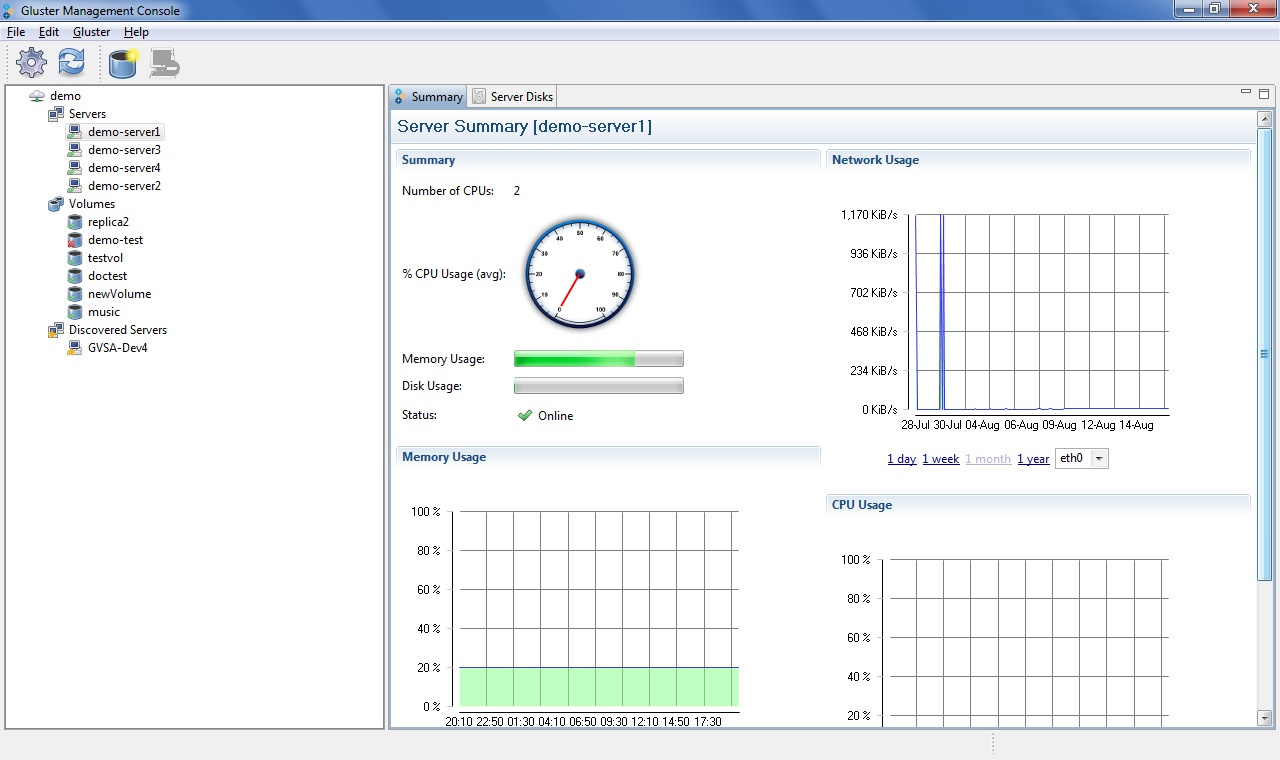 Gluster Management Console
File Edit Gluster Help
demo
Servers
demo-server1
demo-server3
demo-server4
demo-server2
Volumes
replica2
demo-test
testvol
doctest
newVolume
music
Discovered Servers
GVSA-Dev4
Summary Server Disks
Server Summary [demo-server1]
Summary
Number of CPUs: 2
% CPU Usage (avg):
0 10 20 30 40 50 60 70 80 90 100
Memory Usage:
Disk Usage:
Status: Online
Memory Usage
100 %
80 %
60 %
40 %
20 %
0 %
20:10 22:50 01:30 04:10 06:50 09:30 12:10 14:50 17:30
Network Usage
1,170 KiB/s
936 KiB/s
702 KiB/s
468 KiB/s
234 KiB/s
0 KiB/s
28-Jul 30-Jul 04-Aug 06-Aug 09-Aug 12-Aug 14-Aug
1 day 1 week 1 month 1 year eth0
CPU Usage
100 %
80 %
60 %
40 %
20 %